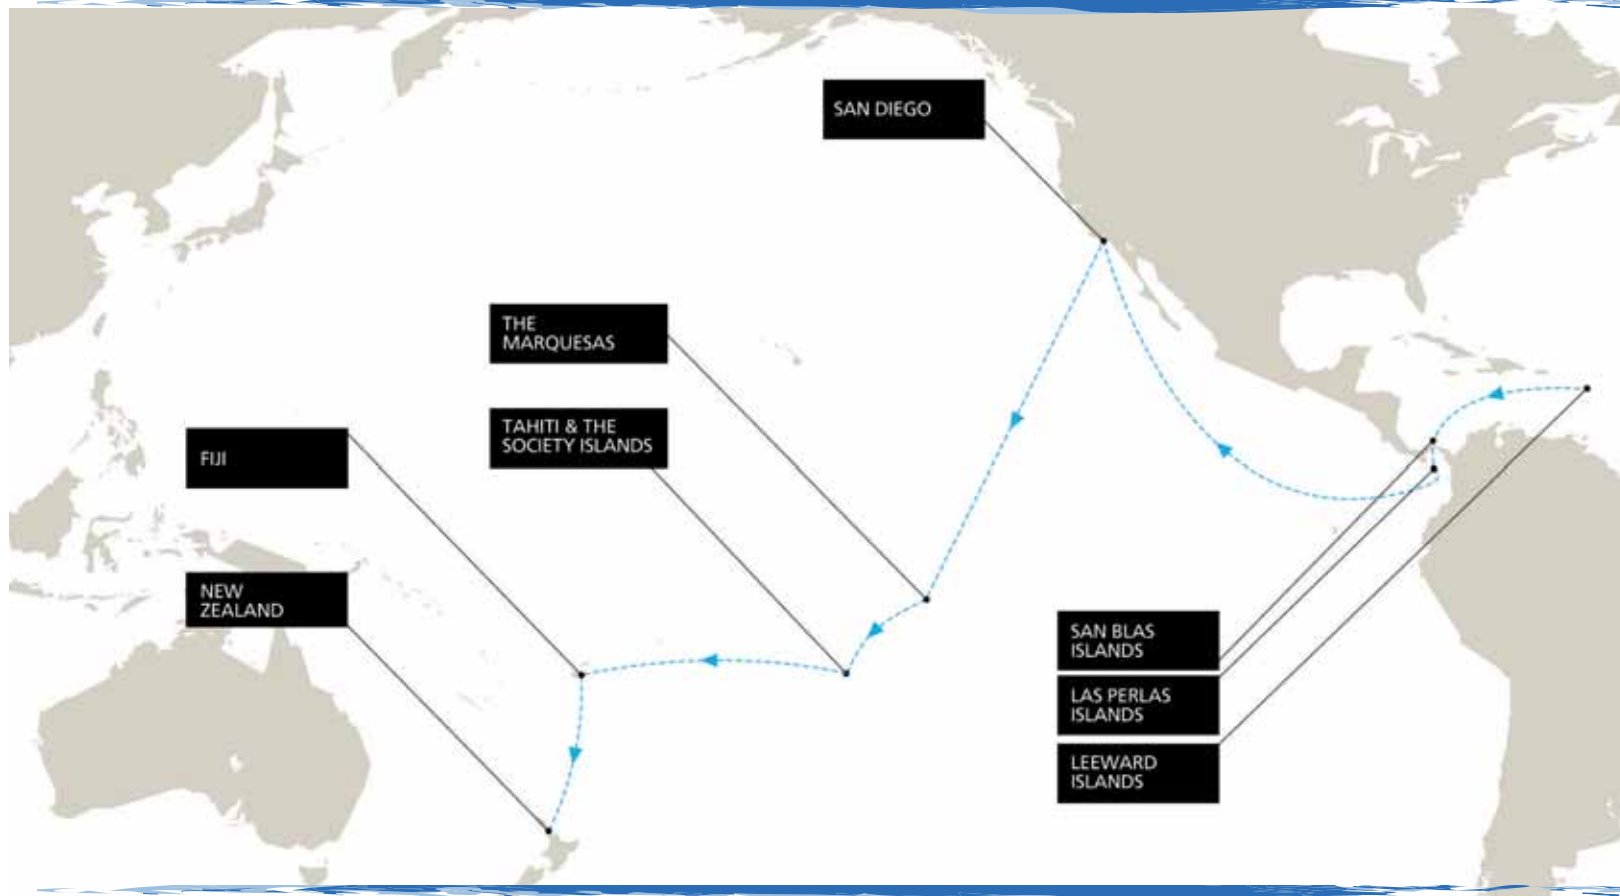 SAN DIEGO
THE
MARQUESAS
TAHITI & THE
SOCIETY ISLANDS
FIJI
NEW
ZEALAND
SAN BLAS
ISLANDS
LAS PERLAS
ISLANDS
LEEWARD
ISLANDS